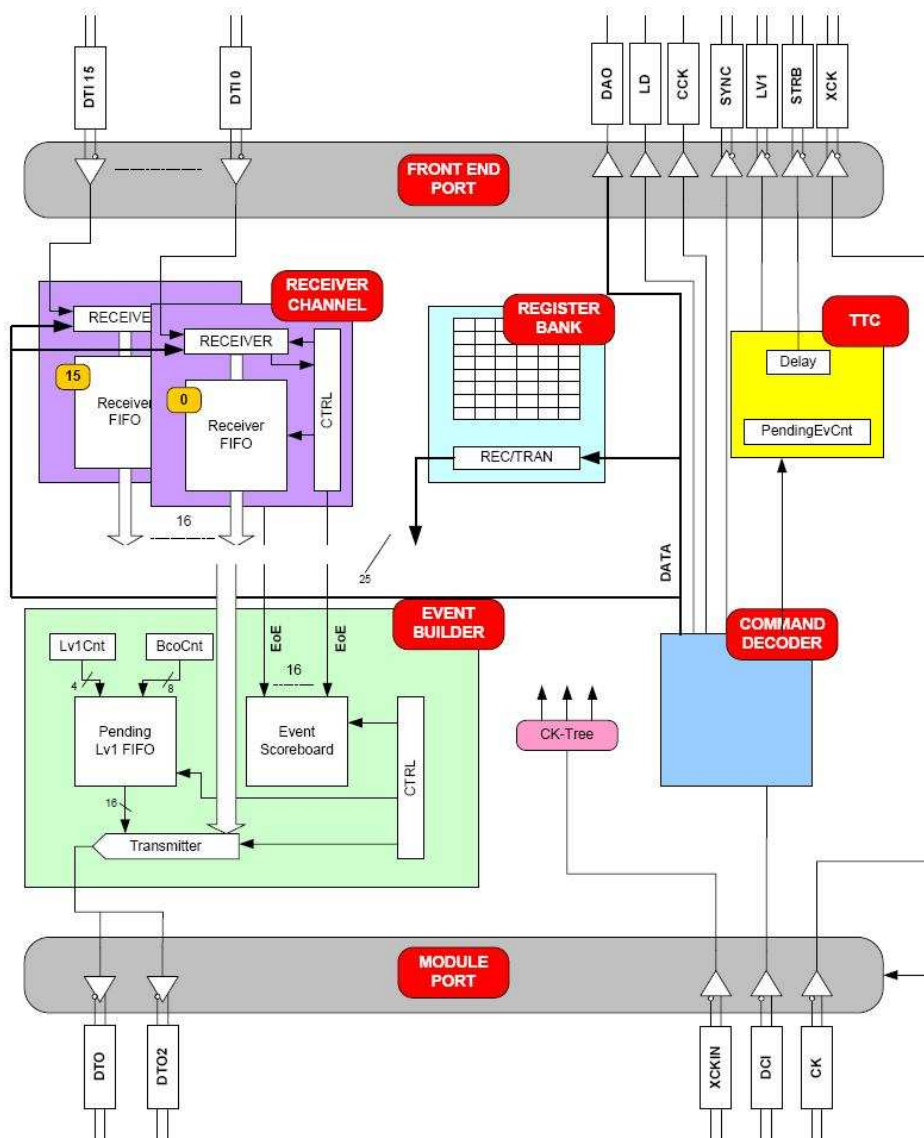 DTI 15
DTI 0
DAO
LD
CCK
SYNC
LV1
STRB
XCK
FRONT END
PORT
RECEIVER
CHANNEL
RECEIVE
RECEIVER
15
0
Receiver
FIFO
Receiver
FIFO
CTRL
16
REGISTER
BANK
REC/TRAN
TTC
Delay
PendingEvCnt
25
DATA
EVENT
BUILDER
EoE
EoE
Lv1Cnt
BcoCnt
4
8
16
Pending
Lv1 FIFO
Event
Scoreboard
CTRL
16
Transmitter
COMMAND
DECODER
CK-Tree
MODULE
PORT
DTO
DTO2
XCKIN
DCI
CK